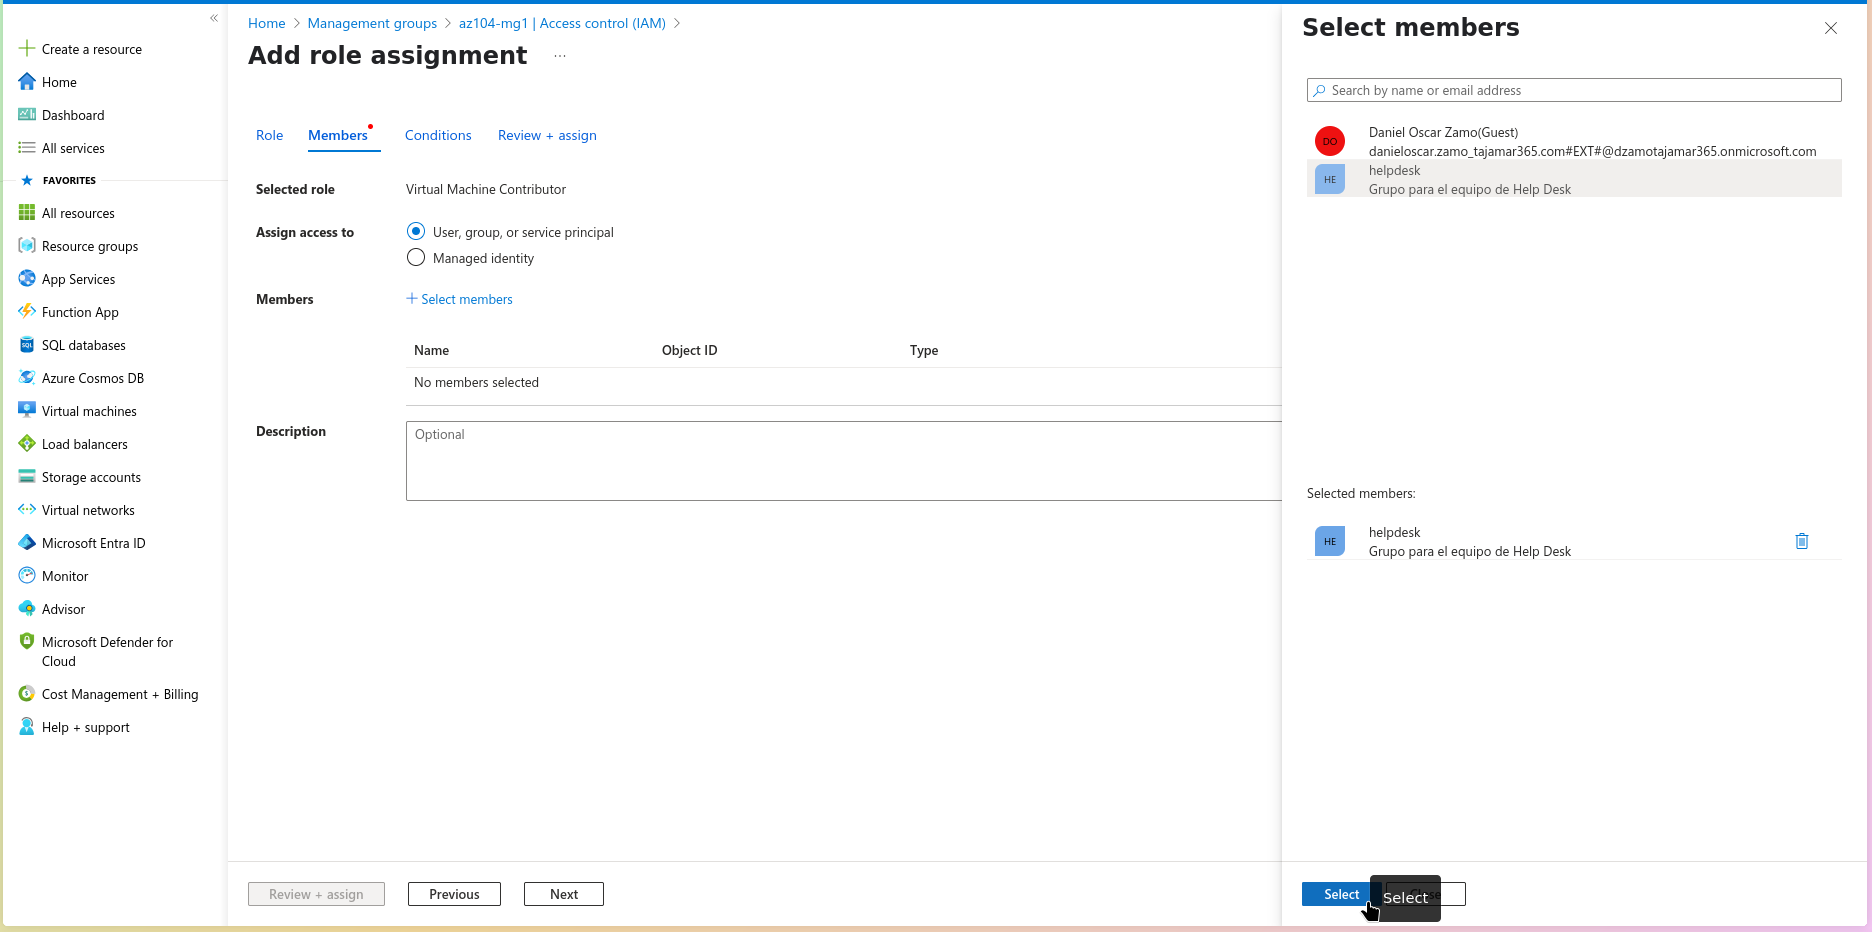 «
Create a resource
Home
Dashboard
All services
FAVORITES
All resources
Resource groups
App Services
Function App
SQL databases
Azure Cosmos DB
Virtual machines
Load balancers
Storage accounts
Virtual networks
Microsoft Entra ID
Monitor
Advisor
Microsoft Defender for
Cloud
Cost Management + Billing
Help + support
Home > Management groups > az104-mg1 | Access control (IAM) >
Add role assignment ...
Role Members Conditions Review + assign
Selected role Virtual Machine Contributor
Assign access to User, group, or service principal
Managed identity
Members + Select members
Name Object ID Type
No members selected
Description Optional
Review + assign Previous Next
Select members
Search by name or email address
DO
Daniel Oscar Zamo(Guest)
danieloscar.zamo_tajamar365.com#EXT#@dzamotajamar365.onmicrosoft.com
HE
helpdesk
Grupo para el equipo de Help Desk
Selected members:
HE
helpdesk
Grupo para el equipo de Help Desk
Select Close
Select